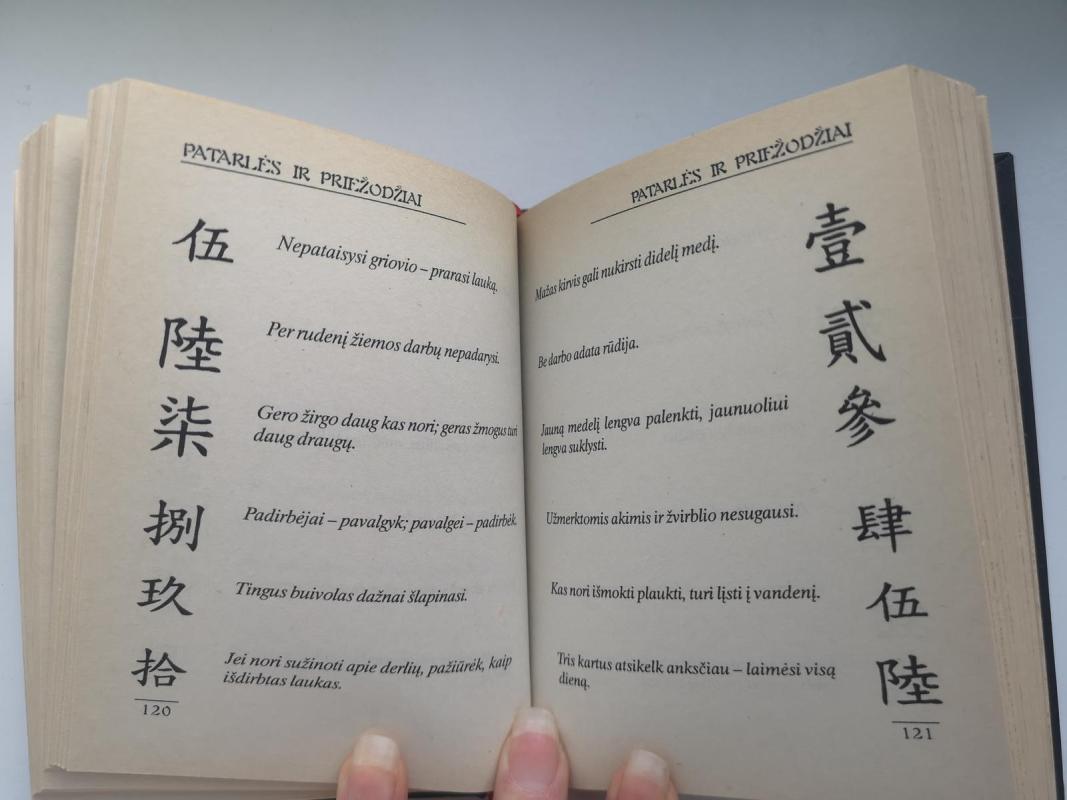 PATARLĖS IR PRIEŽODŽIAI
伍
Nepataisysi griovio – prarasi lauką.
陸
Per rudenį žiemos darbų nepadarysi.
柒
Gero žirgo daug kas nori; geras žmogus turi
daug draugų.
捌
Padirbėjai – pavalgyk; pavalgei – padirbėk.
玖
Tingus buivolas dažnai šlapinasi.
拾
Jei nori sužinoti apie derlių, pažiūrėk, kaip
išdirbtas laukas.
120
PATARLĖS IR PRIEŽODŽIAI
壹
Mažas kirvis gali nukirsti didelį medį.
貳
Be darbo adata rūdija.
參
Jauną medelį lengva palenkti, jaunuoliui
lengva suklysti.
肆
Užmerktomis akimis ir žvirblio nesugausi.
伍
Kas nori išmokti plaukti, turi lįsti į vandenį.
陸
Tris kartus atsikelk anksčiau – laimėsi visą
dieną.
121